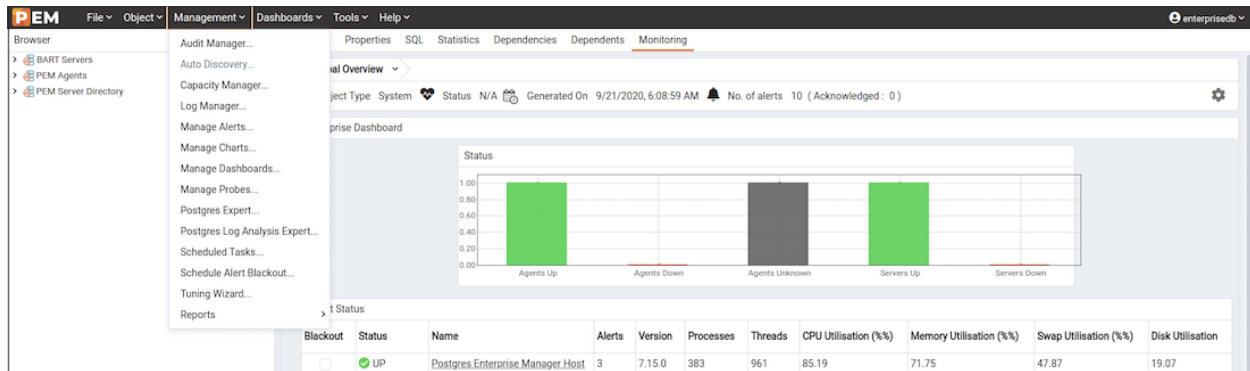 PEM File Object Management Dashboards Tools Help enterprisedb
Browser
BART Servers
PEM Agents
PEM Server Directory
Audit Manager...
Auto Discovery...
Capacity Manager...
Log Manager...
Manage Alerts...
Manage Charts...
Manage Dashboards...
Manage Probes...
Postgres Expert...
Postgres Log Analysis Expert...
Scheduled Tasks...
Schedule Alert Blackout...
Tuning Wizard...
Reports
Properties SQL Statistics Dependencies Dependents Monitoring
al Overview
ject Type System Status N/A Generated On 9/21/2020, 6:08:59 AM No. of alerts 10 (Acknowledged: 0)
prise Dashboard
Status
1.00
0.80
0.60
0.40
0.20
0.00
Agents Up Agents Down Agents Unknown Servers Up Servers Down
t Status
Blackout Status Name Alerts Version Processes Threads CPU Utilisation (%%) Memory Utilisation (%%) Swap Utilisation (%%) Disk Utilisation
UP Postgres Enterprise Manager Host 3 7.15.0 383 961 85.19 71.75 47.87 19.07